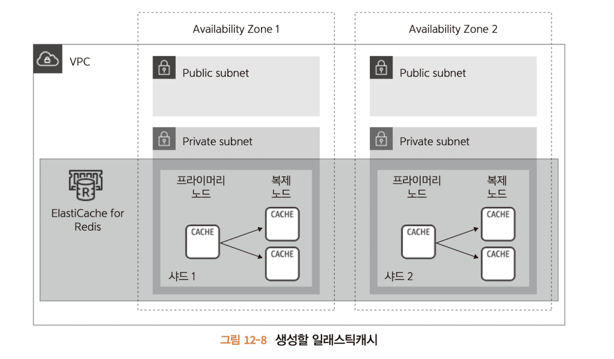 Availability Zone 1
Availability Zone 2
VPC
Public subnet
Public subnet
Private subnet
Private subnet
ElastiCache for
Redis
프라이머리
노드
복제
노드
CACHE
CACHE
CACHE
샤드 1
프라이머리
노드
복제
노드
CACHE
CACHE
CACHE
샤드 2
R
그림 12-8 생성할 일래스틱캐시